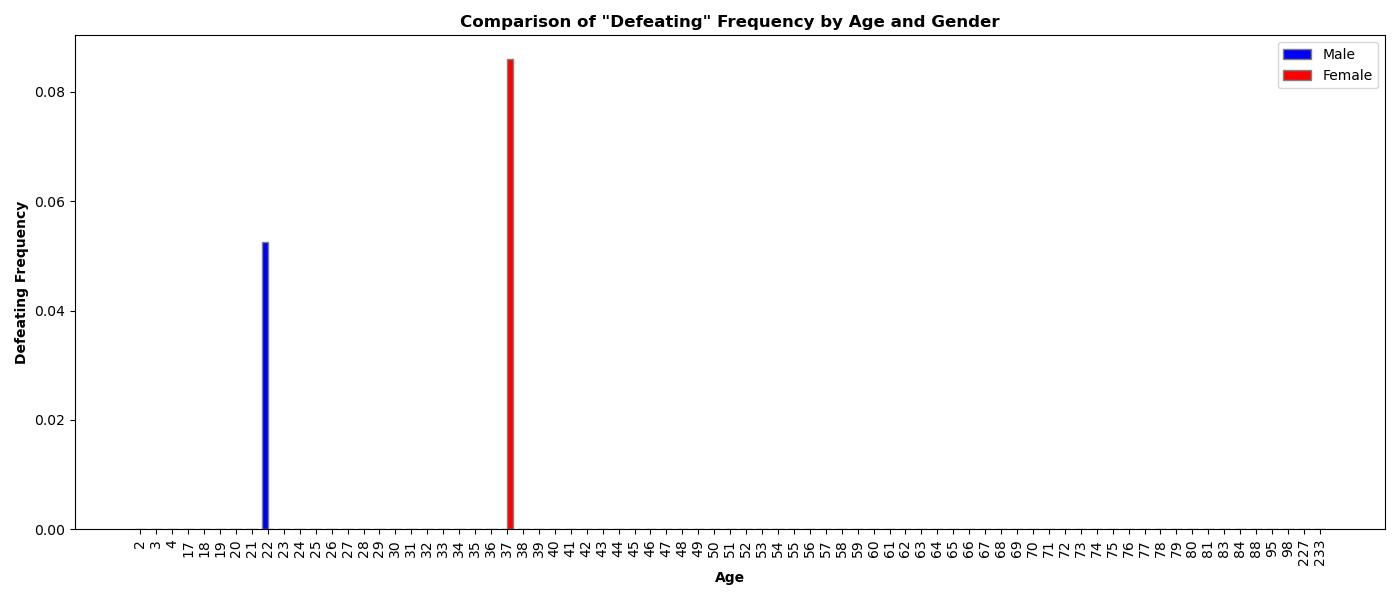 Comparison of "Defeating" Frequency by Age and Gender
Male
Female
Defeating Frequency
0.08
0.06
0.04
0.02
0.00
2 3 4 17 18 19 20 21 22 23 24 25 26 27 28 29 30 31 32 33 34 35 36 37 38 39 40 41 42 43 44 45 46 47 48 49 50 51 52 53 54 55 56 57 58 59 60 61 62 63 64 65 66 67 68 69 70 71 72 73 74 75 76 77 78 79 80 81 83 84 88 95 98 227 233
Age